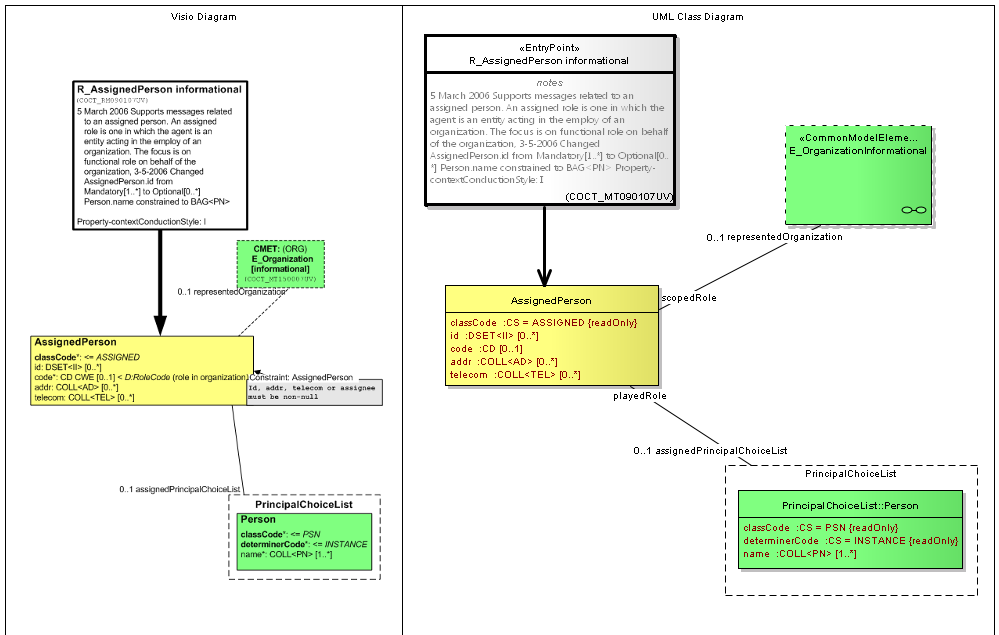 Visio Diagram
R_AssignedPerson informational
(COCT_RM090107UV)
5 March 2006 Supports messages related
to an assigned person. An assigned
role is one in which the agent is an
entity acting in the employ of an
organization. The focus is on
functional role on behalf of the
organization, 3-5-2006 Changed
AssignedPerson.id from
Mandatory[1..*] to Optional[0..*]
Person.name constrained to BAG<PN>
Property-contextConductionStyle: I
CMET: (ORG)
E_Organization
[informational]
(COCT_MT150087UV)
0..1 representedOrganization
AssignedPerson
classCode*: <= ASSIGNED
id: DSET<II> [0..*]
code*: CD CWE [0..1] < D:RoleCode (role in organization)
addr: COLL<AD> [0..*]
telecom: COLL<TEL> [0..*]
Constraint: AssignedPerson
Id, addr, telecom or assignee
must be non-null
0..1 assignedPrincipalChoiceList
PrincipalChoiceList
Person
classCode*: <= PSN
determinerCode*: <= INSTANCE
name*: COLL<PN> [1..*]
UML Class Diagram
«EntryPoint»
R_AssignedPerson informational
notes
5 March 2006 Supports messages related to an
assigned person. An assigned role is one in which the
agent is an entity acting in the employ of an
organization. The focus is on functional role on behalf
of the organization, 3-5-2006 Changed
AssignedPerson.id from Mandatory[1..*] to Optional[0..
*] Person.name constrained to BAG<PN> Property-
contextConductionStyle: I
(COCT_MT090107UV)
«CommonModelEleme...
E_OrganizationInformational
0..1 representedOrganization
scopedRole
AssignedPerson
classCode :CS = ASSIGNED {readOnly}
id :DSET<II> [0..*]
code :CD [0..1]
addr :COLL<AD> [0..*]
telecom :COLL<TEL> [0..*]
playedRole
0..1 assignedPrincipalChoiceList
PrincipalChoiceList
PrincipalChoiceList::Person
classCode :CS = PSN {readOnly}
determinerCode :CS = INSTANCE {readOnly}
name :COLL<PN> [1..*]